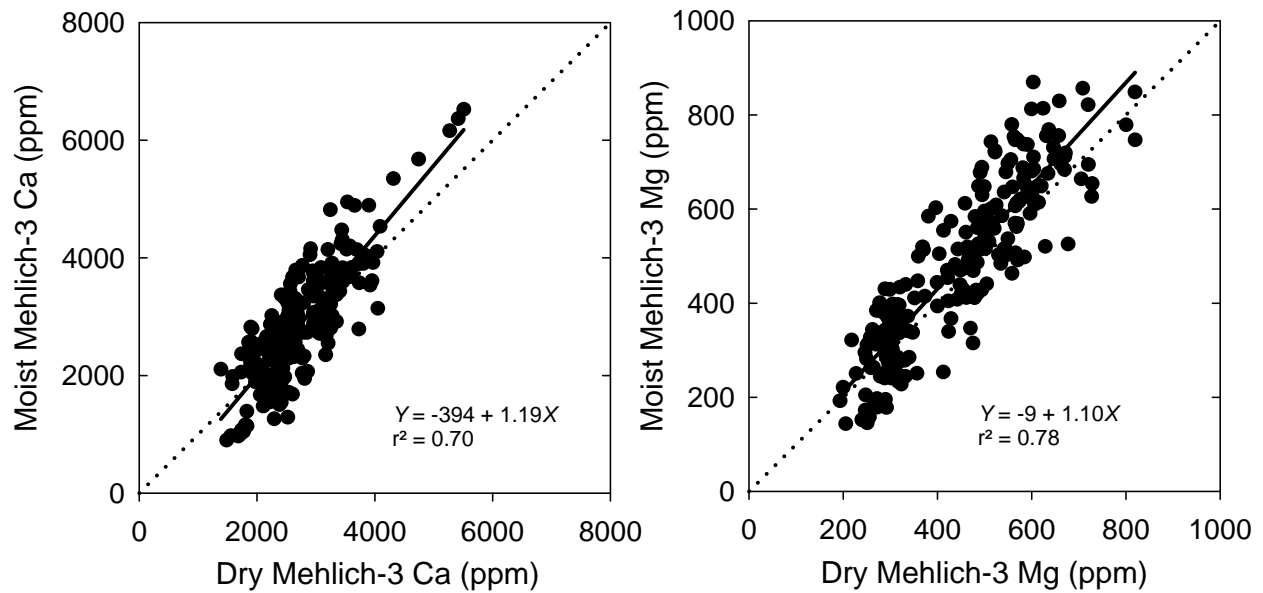 8000
6000
4000
2000
0
0 2000 4000 6000 8000
Moist Mehlich-3 Ca (ppm)
Dry Mehlich-3 Ca (ppm)
Y = -394 + 1.19X
r² = 0.70
1000
800
600
400
200
0
0 200 400 600 800 1000
Moist Mehlich-3 Mg (ppm)
Dry Mehlich-3 Mg (ppm)
Y = -9 + 1.10X
r² = 0.78